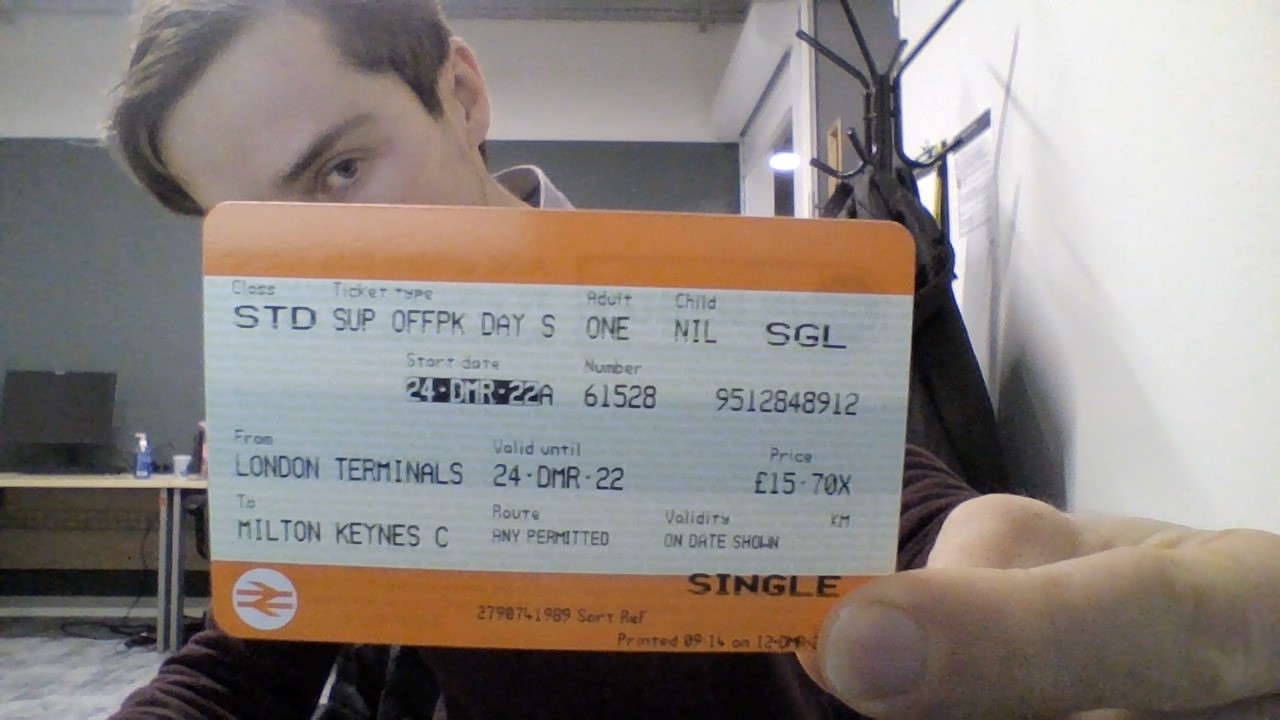 Class Ticket type Adult Child
STD SUP OFFPK DAY S ONE NIL SGL
Start date Number
24·DMR·22A 61528 9512848912
From Valid until Price
LONDON TERMINALS 24·DMR·22 £15·70X
To Route Validity KM
MILTON KEYNES C ANY PERMITTED ON DATE SHOWN
SINGLE
2790741989 Sort Ref
Printed 09:14 on 12·DMR·2